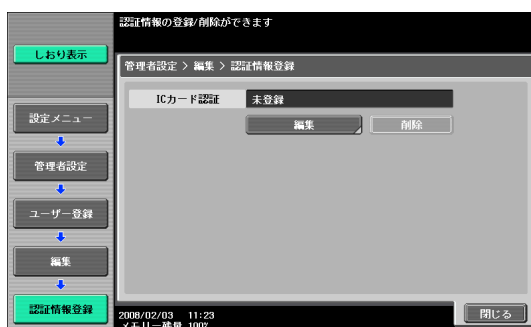 認証情報の登録/削除ができます
しおり表示
管理者設定 > 編集 > 認証情報登録
ICカード認証 未登録
編集 削除
設定メニュー
管理者設定
ユーザー登録
編集
認証情報登録
2008/02/03 11:23
メモリー残量 100%
閉じる